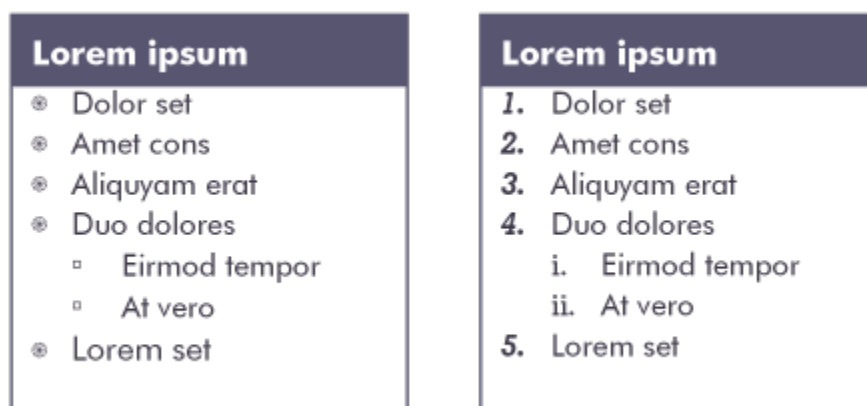 Lorem ipsum
Dolor set
Amet cons
Aliquyam erat
Duo dolores
Eirmod tempor
At vero
Lorem set
Lorem ipsum
1. Dolor set
2. Amet cons
3. Aliquyam erat
4. Duo dolores
i. Eirmod tempor
ii. At vero
5. Lorem set